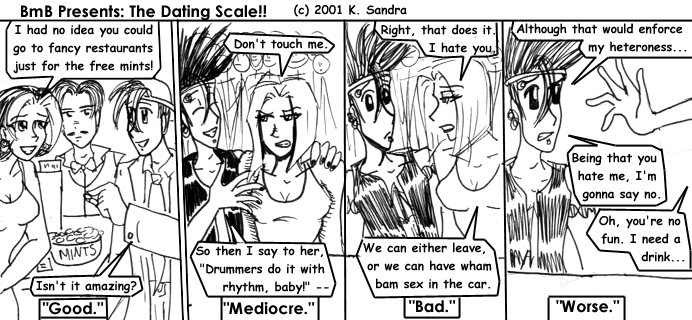 BmB Presents: The Dating Scale!! (c) 2001 K. Sandra
I had no idea you could
go to fancy restaurants
just for the free mints!
MINTS
Isn't it amazing?
"Good."
Don't touch me.
So then I say to her,
"Drummers do it with
rhythm, baby!" --
"Mediocre."
Right, that does it.
I hate you.
We can either leave,
or we can have wham
bam sex in the car.
"Bad."
Although that would enforce
my heteroness...
Being that you
hate me, I'm
gonna say no.
Oh, you're no
fun. I need a
drink...
"Worse."